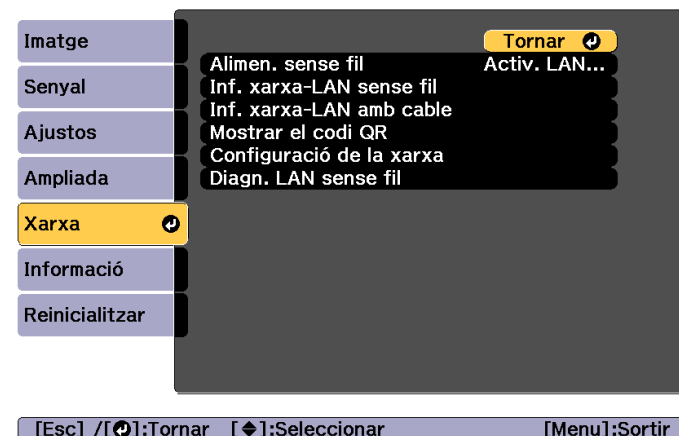 Imatge
Senyal
Ajustos
Ampliada
Xarxa
Informació
Reinicialitzar
Tornar
Alimen. sense fil Activ. LAN...
Inf. xarxa-LAN sense fil
Inf. xarxa-LAN amb cable
Mostrar el codi QR
Configuració de la xarxa
Diagn. LAN sense fil
[Esc] /[⏎]:Tornar [◆]:Seleccionar [Menu]:Sortir